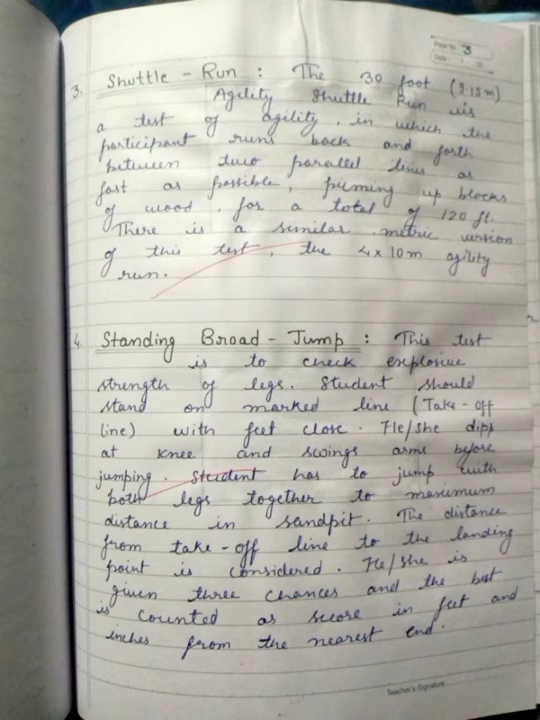 Page No. 3
Date:
3. Shuttle - Run : The 30 foot (9.15m)
Agility Shuttle Run is
a test of agility, in which the
participant runs back and forth
between two parallel lines as
fast as possible, picming up blocks
of wood, for a total of 120 ft.
There is a similar metric version
of this test, the 4x10m agility
run.
4. Standing Broad - Jump : This test
is to check explosive
strength of legs. Student should
stand on marked line (Take-off
line) with feet close. He/she dips
at knee and swings arms before
jumping. Student has to jump with
both legs together to maximum
distance in sandpit. The distance
from take-off line to the landing
point is considered. He/she is
given three chances and the best
is counted as score in feet and
inches from the nearest end.
Teacher's Signature